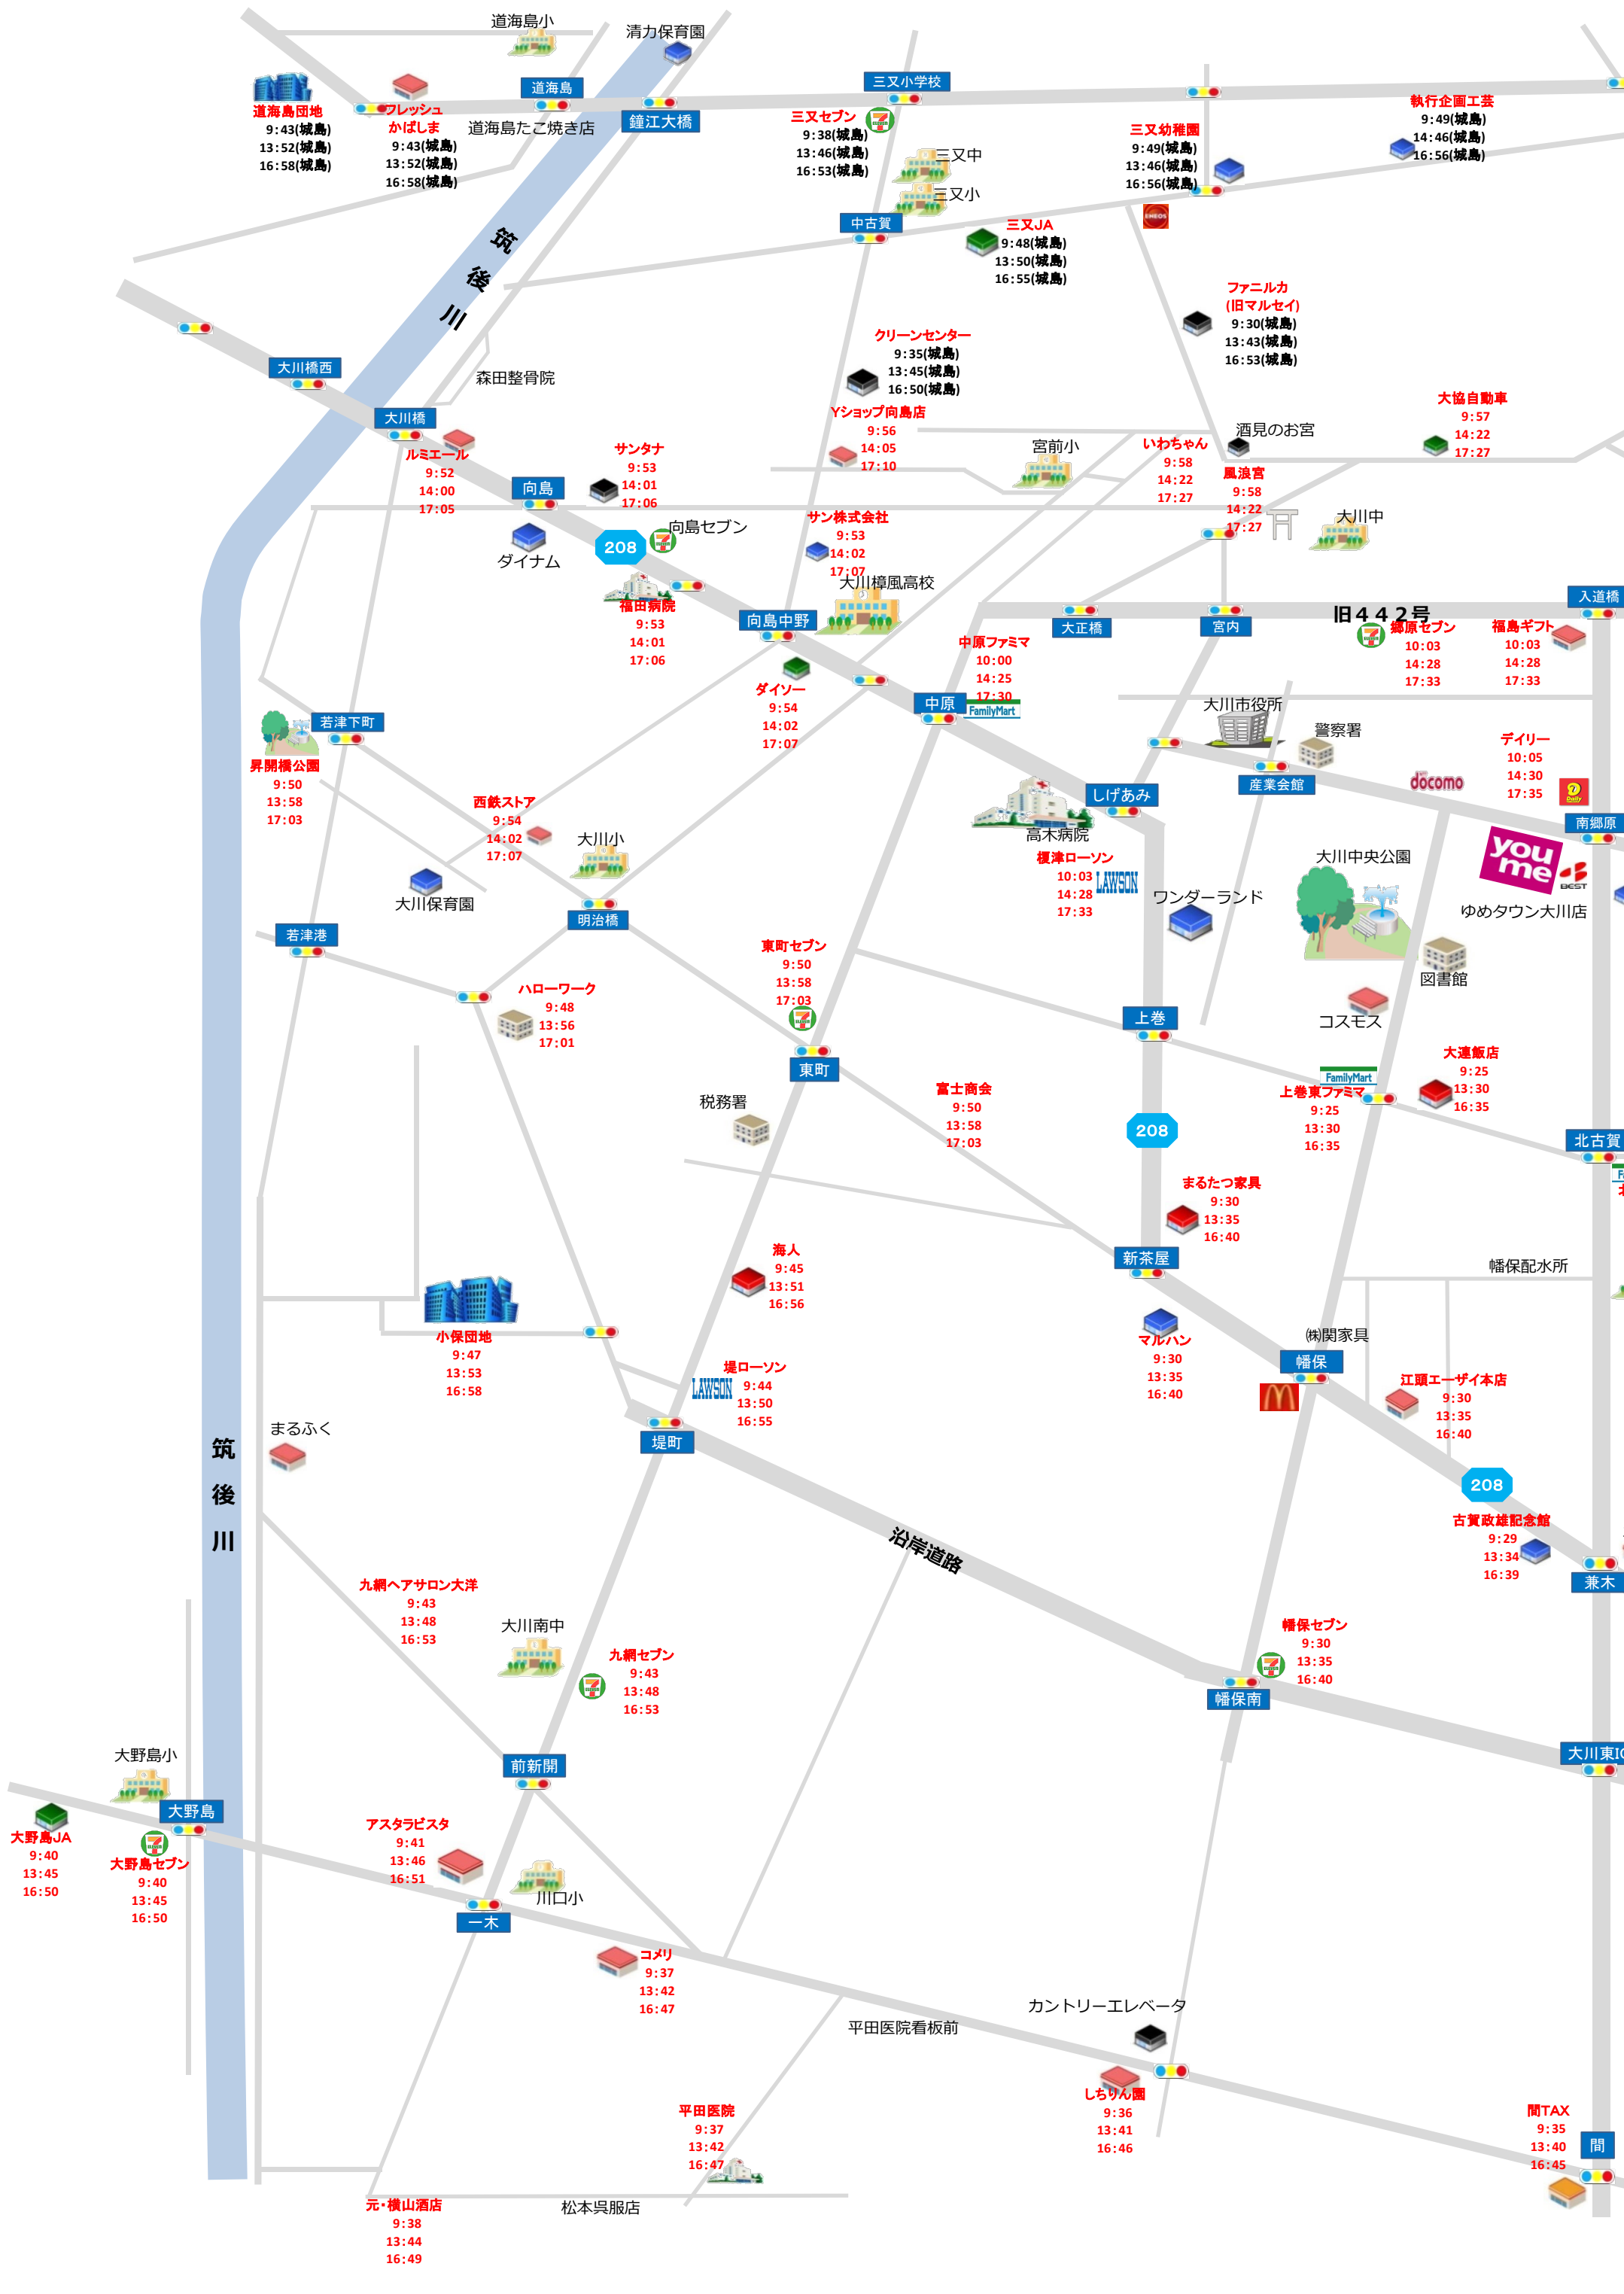 道海島小
清力保育園
道海島団地
9:43(城島)
13:52(城島)
16:58(城島)
フレッシュ
かばしま
9:43(城島)
13:52(城島)
16:58(城島)
道海島
道海島たこ焼き店
鐘江大橋
三又小学校
三又セブン
9:38(城島)
13:46(城島)
16:53(城島)
三又中
三又小
三又幼稚園
9:49(城島)
13:46(城島)
16:56(城島)
執行企画工芸
9:49(城島)
14:46(城島)
16:56(城島)
ENEOS
中古賀
三又JA
9:48(城島)
13:50(城島)
16:55(城島)
筑
後
川
ファニルカ
(旧マルセイ)
9:30(城島)
13:43(城島)
16:53(城島)
クリーンセンター
9:35(城島)
13:45(城島)
16:50(城島)
大川橋西
森田整骨院
大川橋
ルミエール
9:52
14:00
17:05
Yショップ向島店
9:56
14:05
17:10
大協自動車
9:57
14:22
17:27
酒見のお宮
いわちゃん
9:58
14:22
17:27
宮前小
風浪宮
9:58
14:22
17:27
大川中
サンタナ
9:53
14:01
17:06
向島
ダイナム
208
向島セブン
サン株式会社
9:53
14:02
17:07
大川樟風高校
福田病院
9:53
14:01
17:06
向島中野
大正橋
宮内
旧442号
入道橋
郷原セブン
10:03
14:28
17:33
福島ギフト
10:03
14:28
17:33
中原ファミマ
10:00
14:25
17:30
FamilyMart
中原
ダイソー
9:54
14:02
17:07
大川市役所
警察署
産業会館
若津下町
昇開橋公園
9:50
13:58
17:03
デイリー
10:05
14:30
17:35
Daily
docomo
南郷原
しげあみ
高木病院
榎津ローソン
10:03
14:28
17:33
LAWSON
ワンダーランド
大川中央公園
you
me
BEST
ゆめタウン大川店
西鉄ストア
9:54
14:02
17:07
大川小
大川保育園
明治橋
若津港
図書館
コスモス
東町セブン
9:50
13:58
17:03
ハローワーク
9:48
13:56
17:01
上巻
東町
大連飯店
9:25
13:30
16:35
FamilyMart
上巻東ファミマ
9:25
13:30
16:35
富士商会
9:50
13:58
17:03
税務署
208
北古賀
まるたつ家具
9:30
13:35
16:40
新茶屋
海人
9:45
13:51
16:56
幡保配水所
小保団地
9:47
13:53
16:58
マルハン
9:30
13:35
16:40
㈱関家具
幡保
江頭エーザイ本店
9:30
13:35
16:40
堤ローソン
LAWSON
9:44
13:50
16:55
堤町
まるふく
筑
後
川
208
古賀政雄記念館
9:29
13:34
16:39
兼木
沿岸道路
九網ヘアサロン大洋
9:43
13:48
16:53
大川南中
九網セブン
9:43
13:48
16:53
幡保セブン
9:30
13:35
16:40
幡保南
大川東IC
前新開
大野島小
大野島
大野島JA
9:40
13:45
16:50
大野島セブン
9:40
13:45
16:50
アスタラビスタ
9:41
13:46
16:51
川口小
一木
コメリ
9:37
13:42
16:47
カントリーエレベータ
平田医院看板前
しちりん園
9:36
13:41
16:46
平田医院
9:37
13:42
16:47
間TAX
9:35
13:40
16:45
間
元・横山酒店
9:38
13:44
16:49
松本呉服店